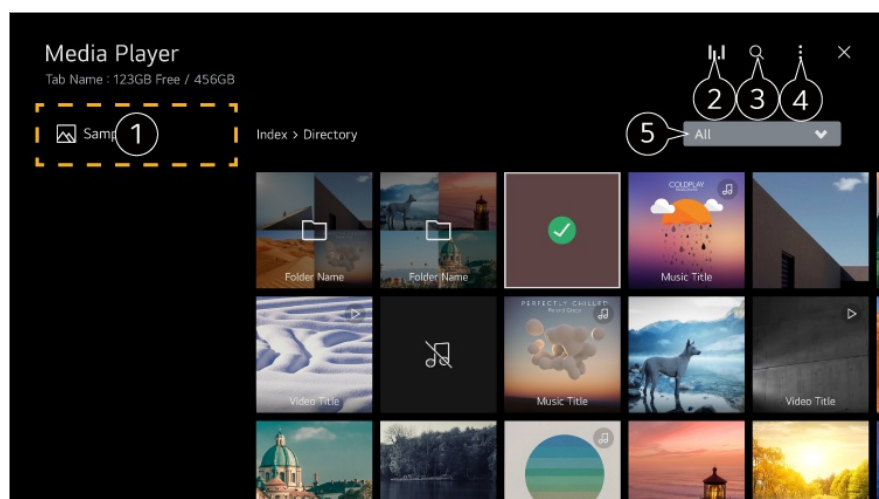 Media Player
Tab Name : 123GB Free / 456GB
2
3
4
1
Index > Directory
5
All
Folder Name
Folder Name
COLDPLAY
Music Title
Video Title
PERFECTLY CHILLED
Music Title
Video Title